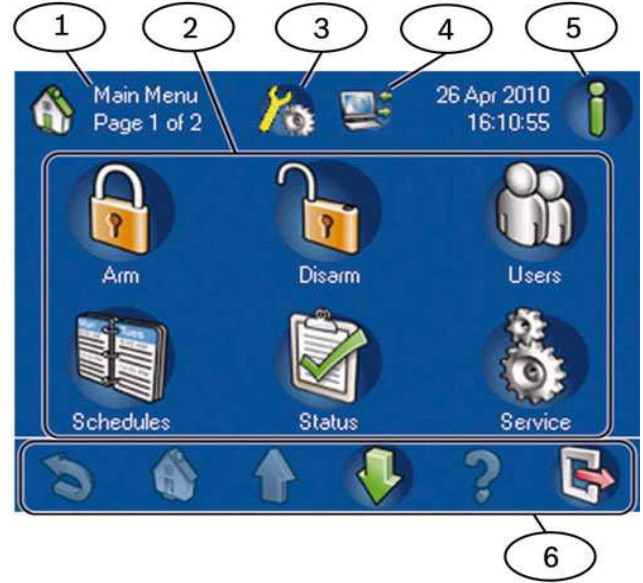 1 2 3 4 5
Main Menu
Page 1 of 2
26 Apr 2010
16:10:55
Arm Disarm Users
Schedules Status Service
6